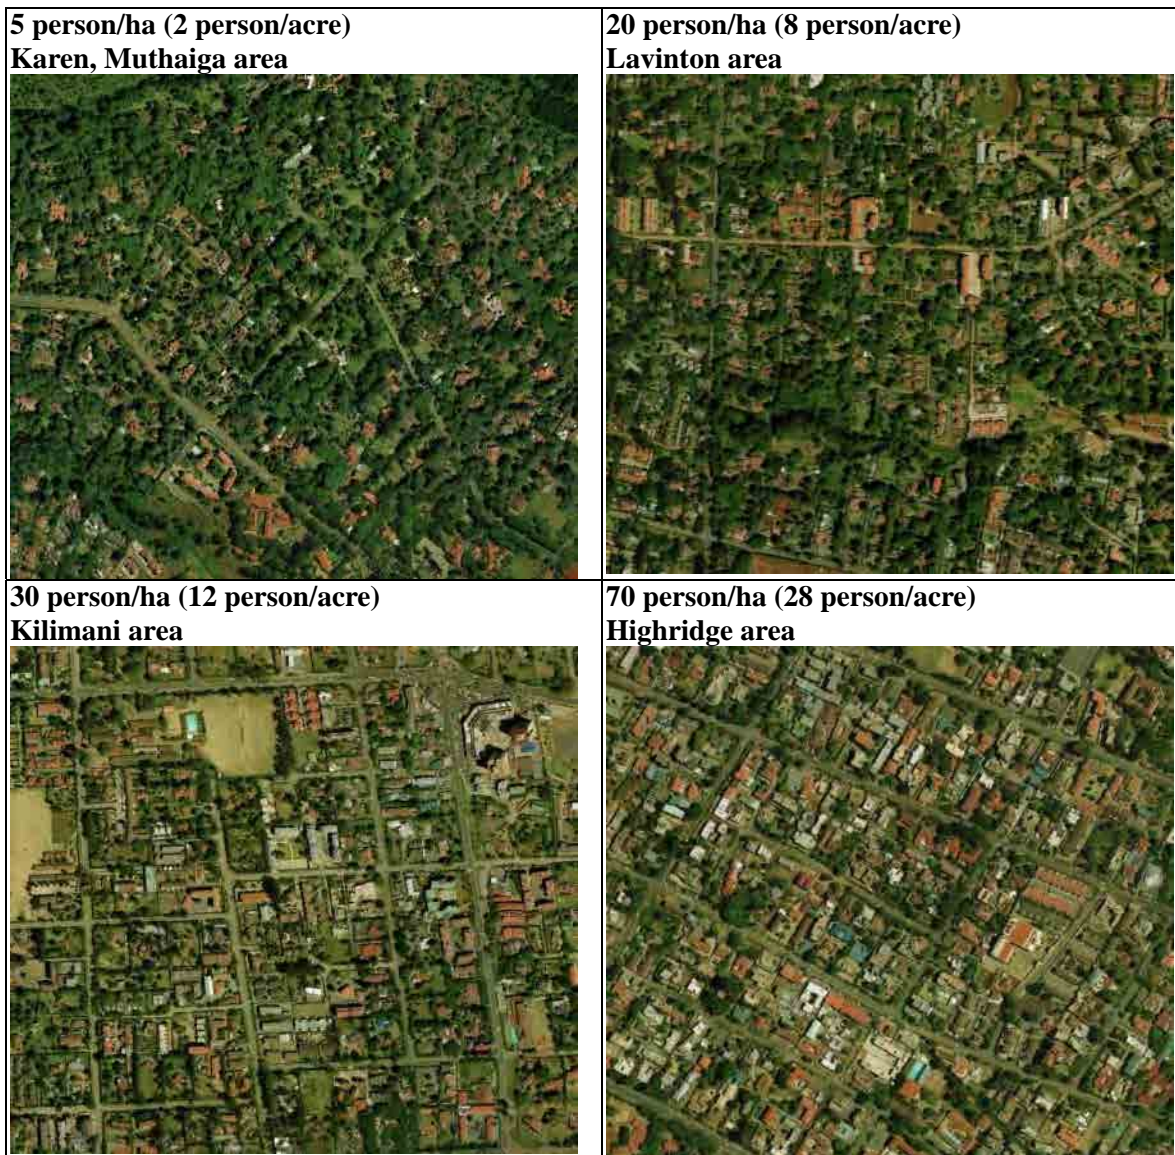 5 person/ha (2 person/acre)
Karen, Muthaiga area
20 person/ha (8 person/acre)
Lavinton area
30 person/ha (12 person/acre)
Kilimani area
70 person/ha (28 person/acre)
Highridge area